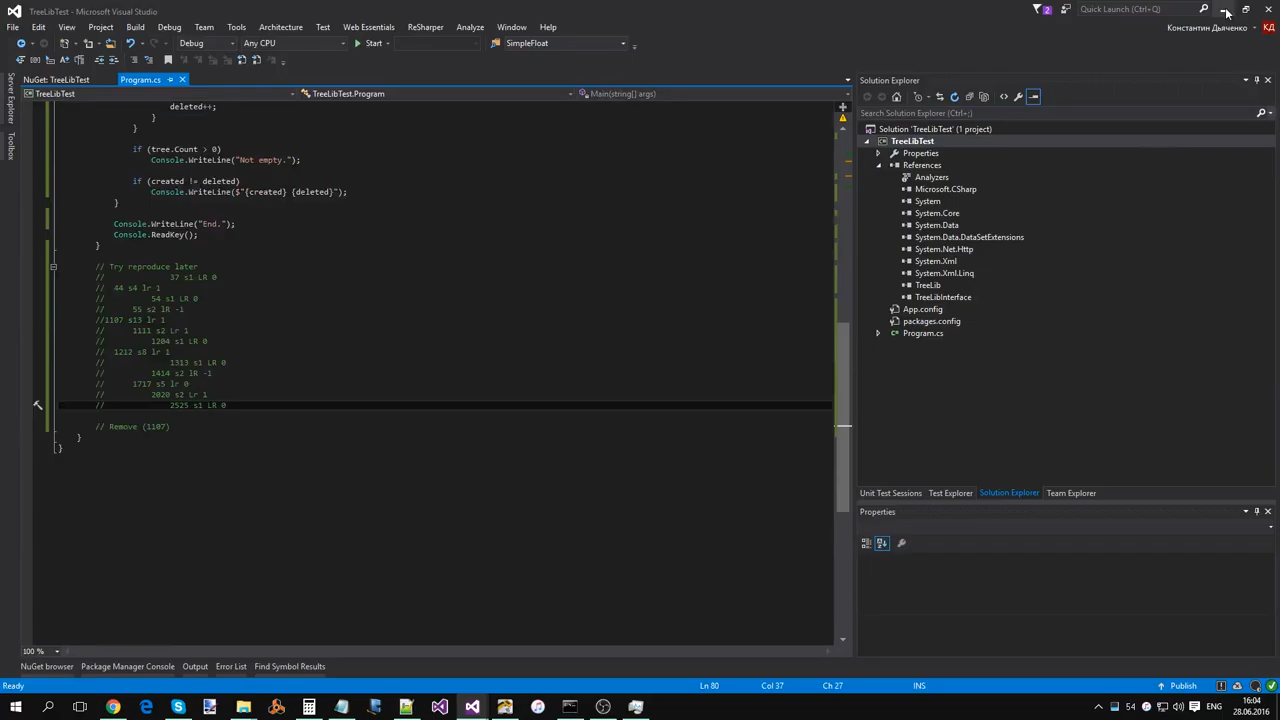 TreeLibTest - Microsoft Visual Studio
2
Quick Launch (Ctrl+Q)
File Edit View Project Build Debug Team Tools Test Web Essentials ReSharper Analyze Window Help
Константин Дьяченко КД
Debug Any CPU Start SimpleFloat
Server Explorer
Toolbox
NuGet: TreeLibTest Program.cs
TreeLibTest TreeLibTest.Program Main(string[] args)
deleted++;
}
}
if (tree.Count > 0)
Console.WriteLine("Not empty.");
if (created != deleted)
Console.WriteLine($"{created} {deleted}");
}
Console.WriteLine("End.");
Console.ReadKey();
}
// Try reproduce later
// 37 s1 LR 0
// 44 s4 lr 1
// 54 s1 LR 0
// 55 s2 lR -1
//1107 s13 lr 1
// 1111 s2 Lr 1
// 1204 s1 LR 0
// 1212 s8 lr 1
// 1313 s1 LR 0
// 1414 s2 lR -1
// 1717 s5 lr 0
// 2020 s2 Lr 1
// 2525 s1 LR 0
// Remove (1107)
}
}
100 %
Solution Explorer
Search Solution Explorer (Ctrl+;)
Solution 'TreeLibTest' (1 project)
TreeLibTest
Properties
References
Analyzers
Microsoft.CSharp
System
System.Core
System.Data
System.Data.DataSetExtensions
System.Net.Http
System.Xml
System.Xml.Linq
TreeLib
TreeLibInterface
App.config
packages.config
Program.cs
Unit Test Sessions Test Explorer Solution Explorer Team Explorer
Properties
NuGet browser Package Manager Console Output Error List Find Symbol Results
Ready Ln 80 Col 37 Ch 27 INS Publish
54 ENG 16:04
28.06.2016